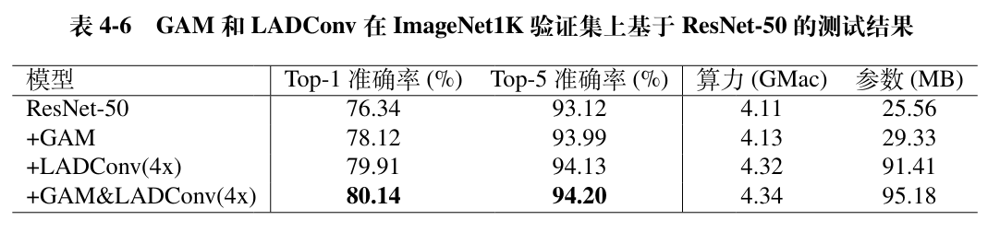 表 4-6 GAM 和 LADConv 在 ImageNet1K 验证集上基于 ResNet-50 的测试结果
模型 Top-1 准确率 (%) Top-5 准确率 (%) 算力 (GMac) 参数 (MB)
ResNet-50 76.34 93.12 4.11 25.56
+GAM 78.12 93.99 4.13 29.33
+LADConv(4x) 79.91 94.13 4.32 91.41
+GAM&LADConv(4x) 80.14 94.20 4.34 95.18